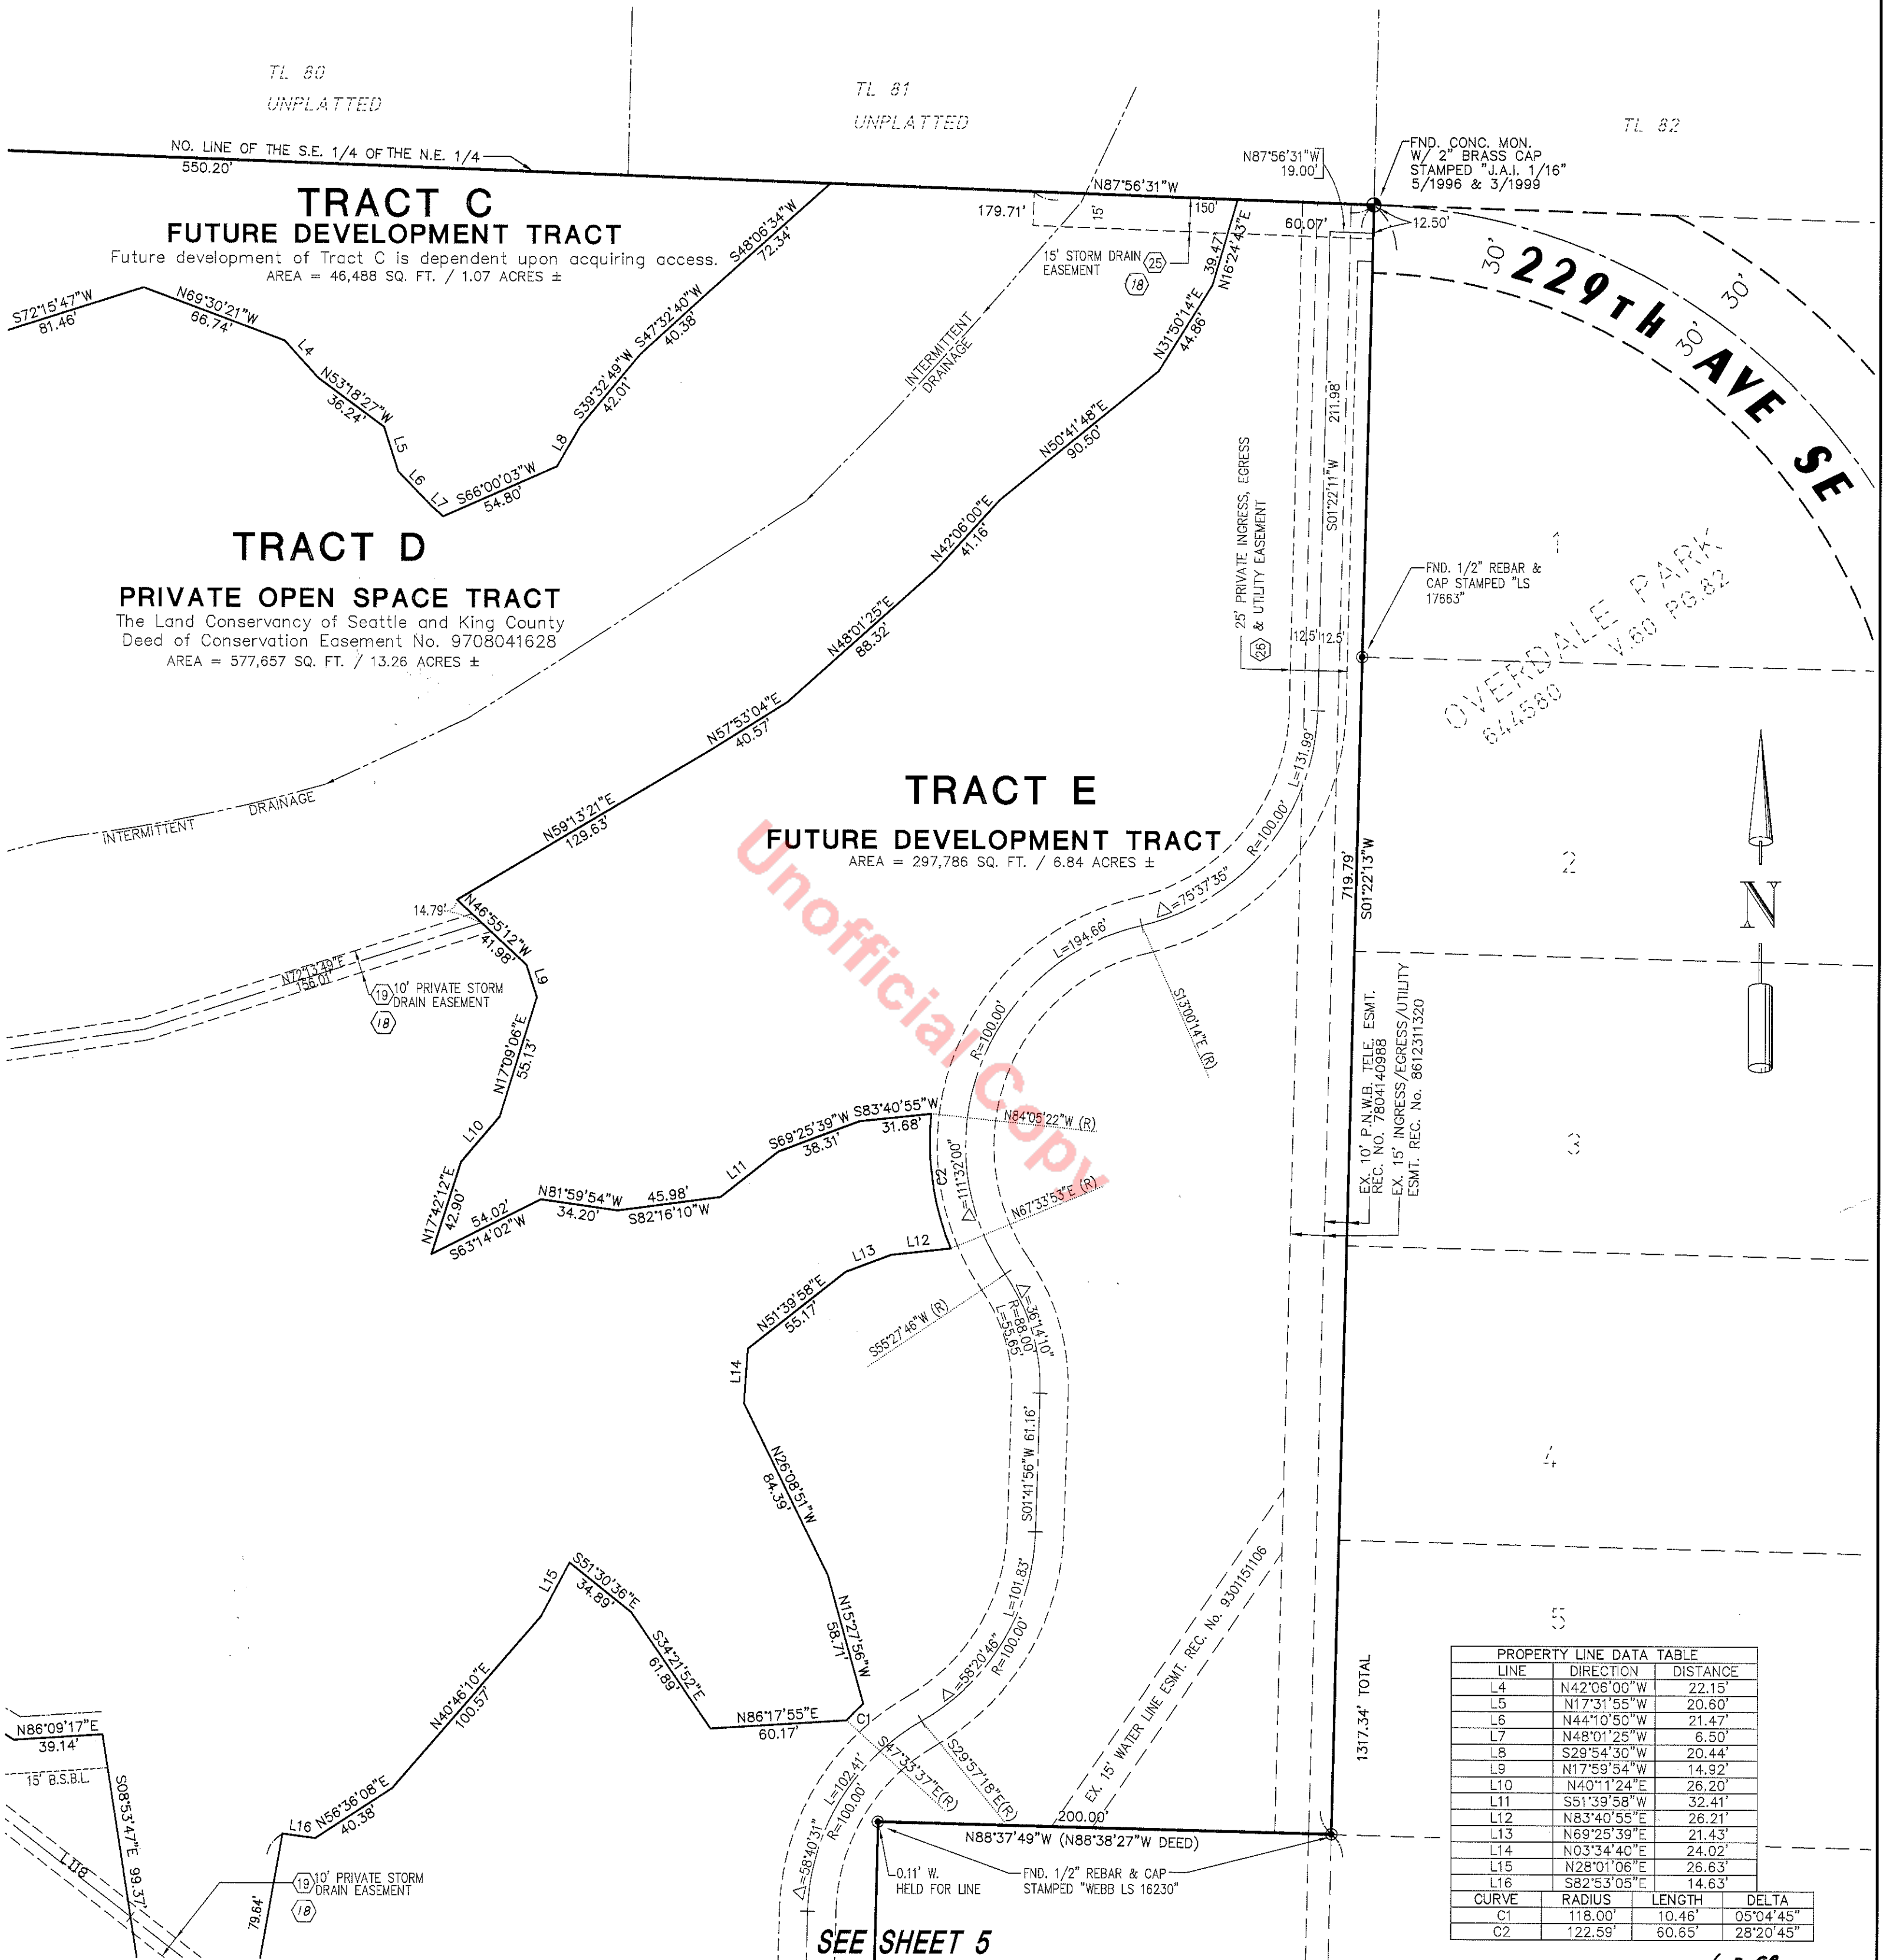 TL 80
UNPLATTED
TL 81
UNPLATTED
TL 82
NO. LINE OF THE S.E. 1/4 OF THE N.E. 1/4
550.20'
N87°56'31"W
19.00'
FND. CONC. MON.
W/ 2" BRASS CAP
STAMPED "J.A.I. 1/16"
5/1996 & 3/1999
N87°56'31"W
179.71'
15'
150'
60.07'
12.50'
TRACT C
FUTURE DEVELOPMENT TRACT
Future development of Tract C is dependent upon acquiring access.
AREA = 46,488 SQ. FT. / 1.07 ACRES ±
S48°06'34"W
72.34'
15' STORM DRAIN
EASEMENT
25
18
39.47'
N16°24'43"E
N31°50'14"E
44.86'
30'
229TH AVE SE
30'
30'
S72°15'47"W
81.46'
N69°30'21"W
66.74'
L4
N53°18'27"W
36.24'
L5
L6
L7
S66°00'03"W
54.80'
L8
S39°32'49"W
42.01'
S47°32'40"W
40.38'
INTERMITTENT
DRAINAGE
N50°41'48"E
90.50'
25' PRIVATE INGRESS, EGRESS
26 & UTILITY EASEMENT
211.98'
S01°22'11"W
12.5'
12.5'
1
FND. 1/2" REBAR &
CAP STAMPED "LS
17663"
OVERDALE PARK
V.60 PG.82
644580
TRACT D
PRIVATE OPEN SPACE TRACT
The Land Conservancy of Seattle and King County
Deed of Conservation Easement No. 9708041628
AREA = 577,657 SQ. FT. / 13.26 ACRES ±
N42°06'00"E
41.16'
N48°01'25"E
88.32'
N57°53'04"E
40.57'
N59°13'21"E
129.63'
INTERMITTENT
DRAINAGE
TRACT E
FUTURE DEVELOPMENT TRACT
AREA = 297,786 SQ. FT. / 6.84 ACRES ±
L=131.99'
R=100.00'
△=75°37'35"
719.79'
S01°22'13"W
2
N
14.79'
N46°55'12"W
41.98'
L9
N72°13'49"E
156.01'
19 10' PRIVATE STORM
DRAIN EASEMENT
18
N17°09'06"E
55.13'
L10
N17°42'12"E
42.90'
54.02'
S63°14'02"W
N81°59'54"W
34.20'
45.98'
S82°16'10"W
L11
S69°25'39"W
38.31'
S83°40'55"W
31.68'
L=194.66'
R=100.00'
△=111°32'00"
S13°00'14"E (R)
N84°05'22"W (R)
C2
N67°33'53"E (R)
EX. 10' P.N.W.B. TELE. ESMT.
REC. NO. 7804140988
EX. 15' INGRESS/EGRESS/UTILITY
ESMT. REC. No. 8612311320
3
L12
L13
N51°39'58"E
55.17'
S55°27'46"W (R)
△=36°14'10"
R=88.00'
L=55.65'
L14
N26°08'51"W
84.39'
S01°41'56"W 61.16'
4
N15°27'56"W
58.71'
L=101.83'
△=58°20'46"
R=100.00'
EX. 15' WATER LINE ESMT. REC. No. 9301151106
L15
S51°30'36"E
34.89'
S34°21'52"E
61.89'
N40°46'10"E
100.57'
N86°17'55"E
60.17'
C1
S47°33'37"E(R)
S29°57'18"E(R)
L=102.41'
R=100.00'
△=58°40'31"
1317.34' TOTAL
N86°09'17"E
39.14'
15' B.S.B.L.
S08°53'47"E 99.37'
L16
N56°36'08"E
40.38'
L118
79.64'
19 10' PRIVATE STORM
DRAIN EASEMENT
18
200.00'
N88°37'49"W (N88°38'27"W DEED)
0.11' W.
HELD FOR LINE
FND. 1/2" REBAR & CAP
STAMPED "WEBB LS 16230"
SEE SHEET 5
5
PROPERTY LINE DATA TABLE
LINE DIRECTION DISTANCE
L4 N42°06'00"W 22.15'
L5 N17°31'55"W 20.60'
L6 N44°10'50"W 21.47'
L7 N48°01'25"W 6.50'
L8 S29°54'30"W 20.44'
L9 N17°59'54"W 14.92'
L10 N40°11'24"E 26.20'
L11 S51°39'58"W 32.41'
L12 N83°40'55"E 26.21'
L13 N69°25'39"E 21.43'
L14 N03°34'40"E 24.02'
L15 N28°01'06"E 26.63'
L16 S82°53'05"E 14.63'
CURVE RADIUS LENGTH DELTA
C1 118.00' 10.46' 05°04'45"
C2 122.59' 60.65' 28°20'45"
Unofficial Copy